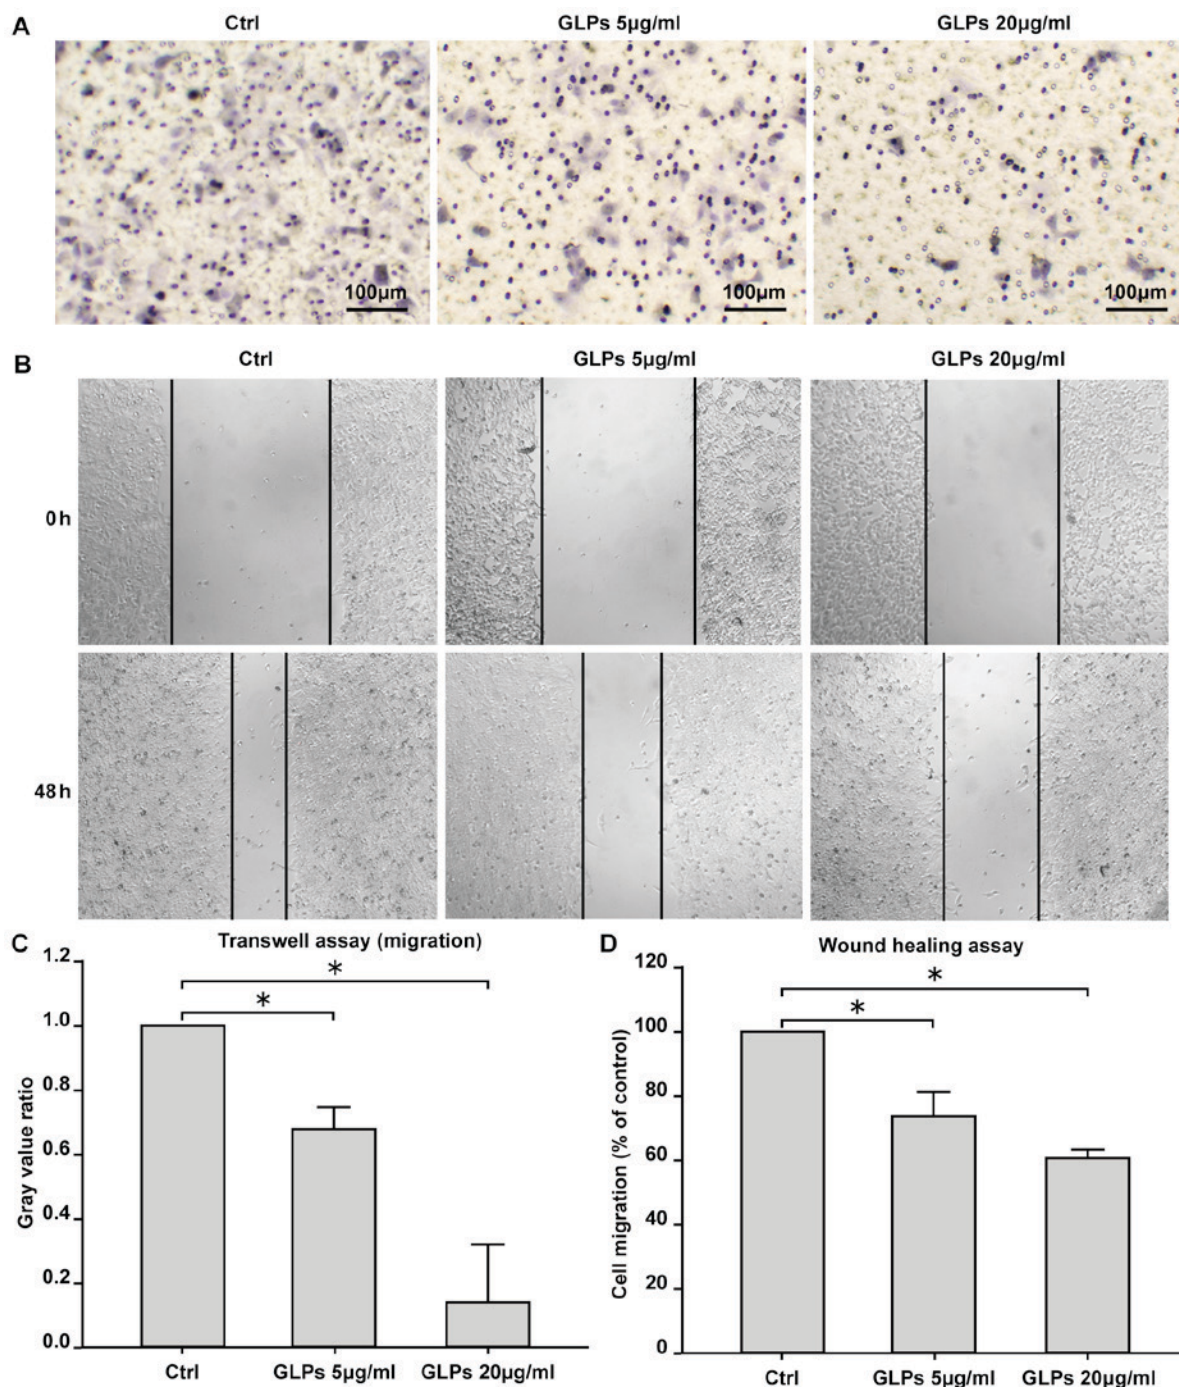 A
Ctrl
GLPs 5µg/ml
GLPs 20µg/ml
100µm
100µm
100µm
B
Ctrl
GLPs 5µg/ml
GLPs 20µg/ml
0h
48h
C
Transwell assay (migration)
Gray value ratio
1.2
1.0
0.8
0.6
0.4
0.2
0.0
*
*
Ctrl
GLPs 5µg/ml
GLPs 20µg/ml
D
Wound healing assay
Cell migration (% of control)
120
100
80
60
40
20
0
*
*
Ctrl
GLPs 5µg/ml
GLPs 20µg/ml